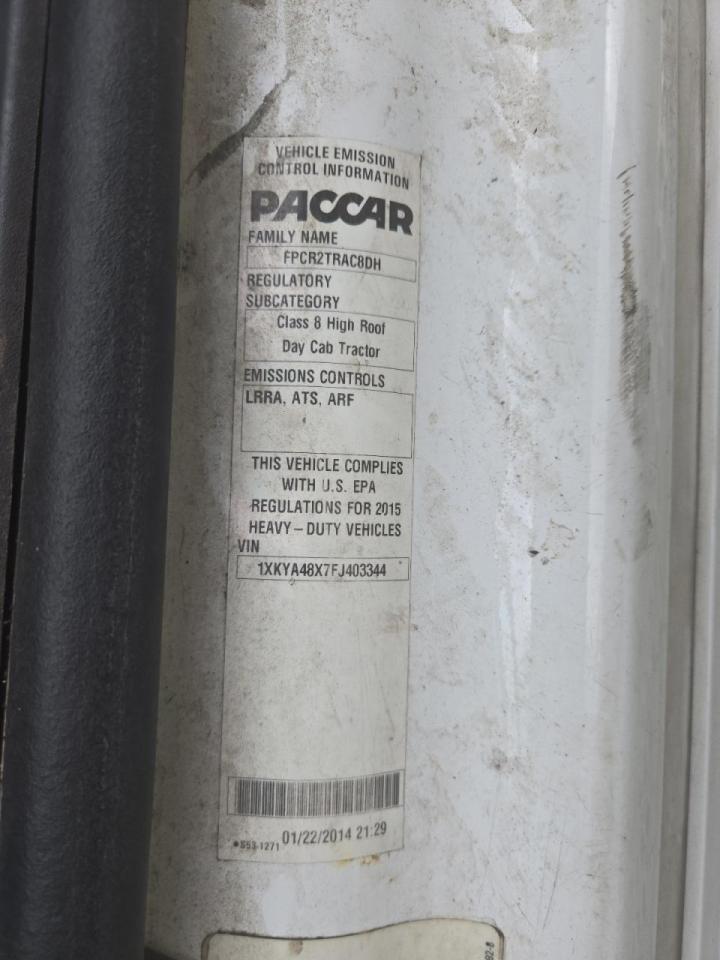 VEHICLE EMISSION
CONTROL INFORMATION
PACCAR
FAMILY NAME
FPCR2TRAC8DH
REGULATORY
SUBCATEGORY
Class 8 High Roof
Day Cab Tractor
EMISSIONS CONTROLS
LRRA, ATS, ARF
THIS VEHICLE COMPLIES
WITH U.S. EPA
REGULATIONS FOR 2015
HEAVY-DUTY VEHICLES
VIN
1XKYA48X7FJ403344
S53-1271 01/22/2014 21:29